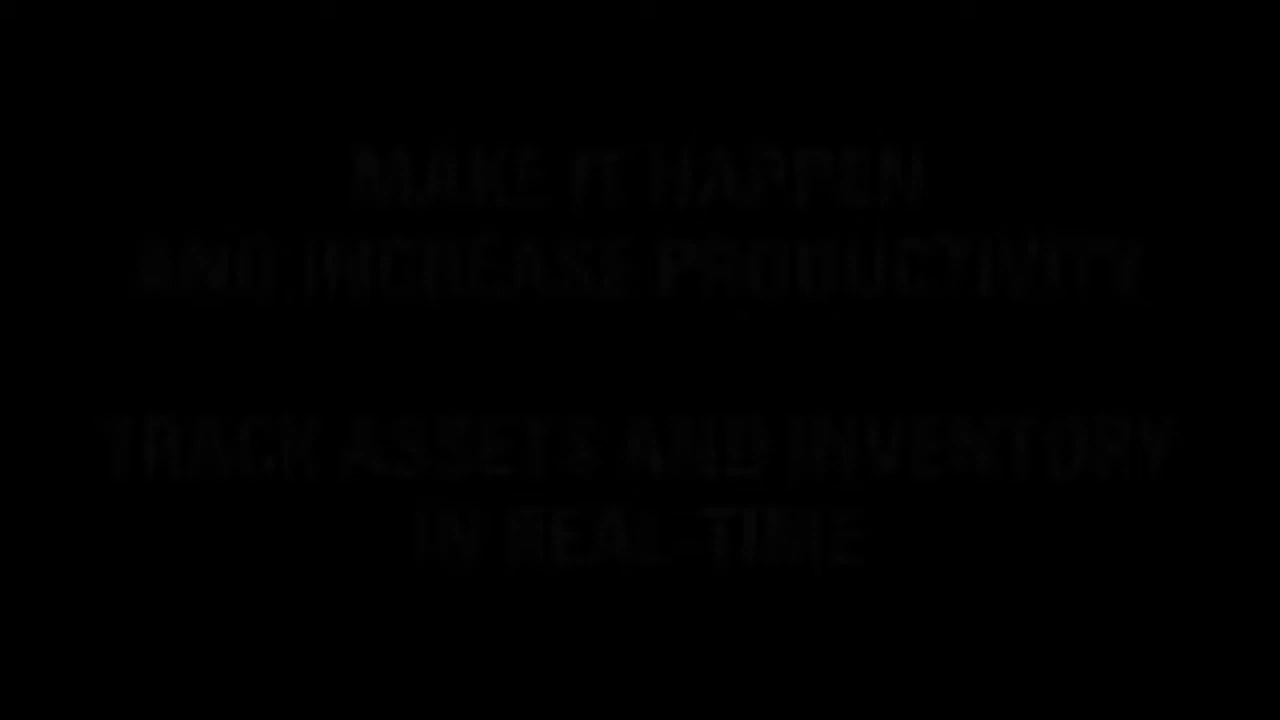 MAKE IT HAPPEN
AND INCREASE PRODUCTIVITY
TRACK ASSETS AND INVENTORY
IN REAL-TIME